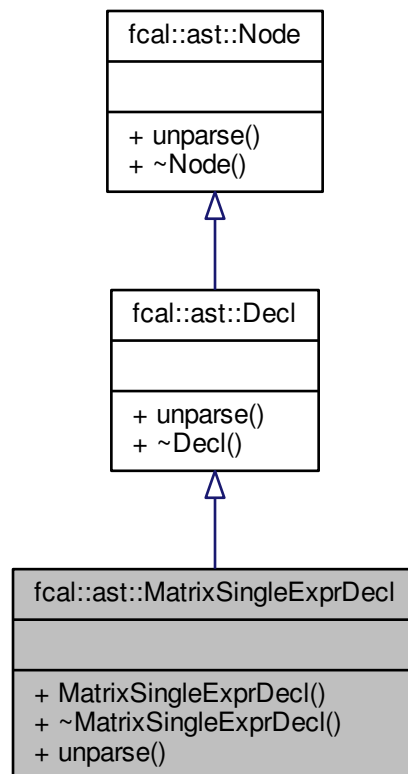 fcal::ast::Node
+ unparse()
+ ~Node()
fcal::ast::Decl
+ unparse()
+ ~Decl()
fcal::ast::MatrixSingleExprDecl
+ MatrixSingleExprDecl()
+ ~MatrixSingleExprDecl()
+ unparse()